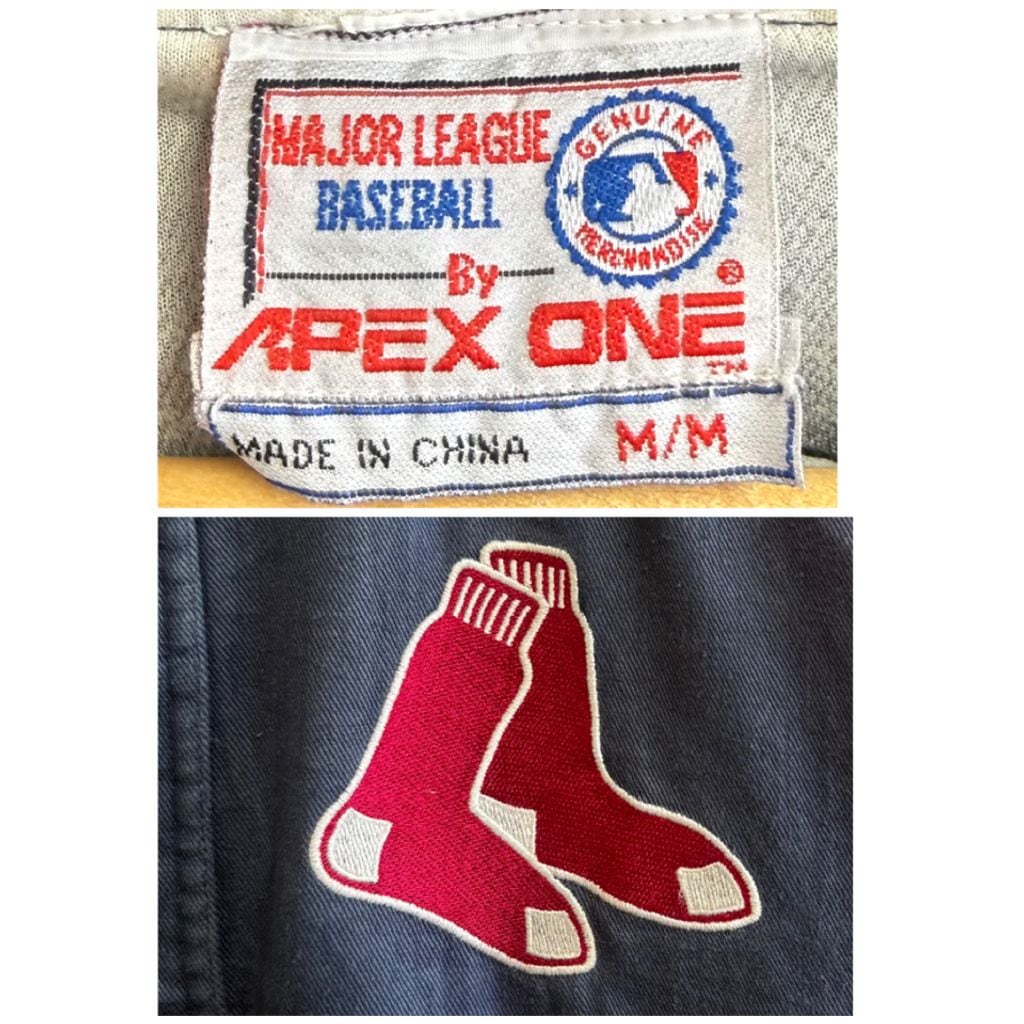 MAJOR LEAGUE
BASEBALL
GENUINE
MERCHANDISE
By
APEX ONE®
™
MADE IN CHINA M/M